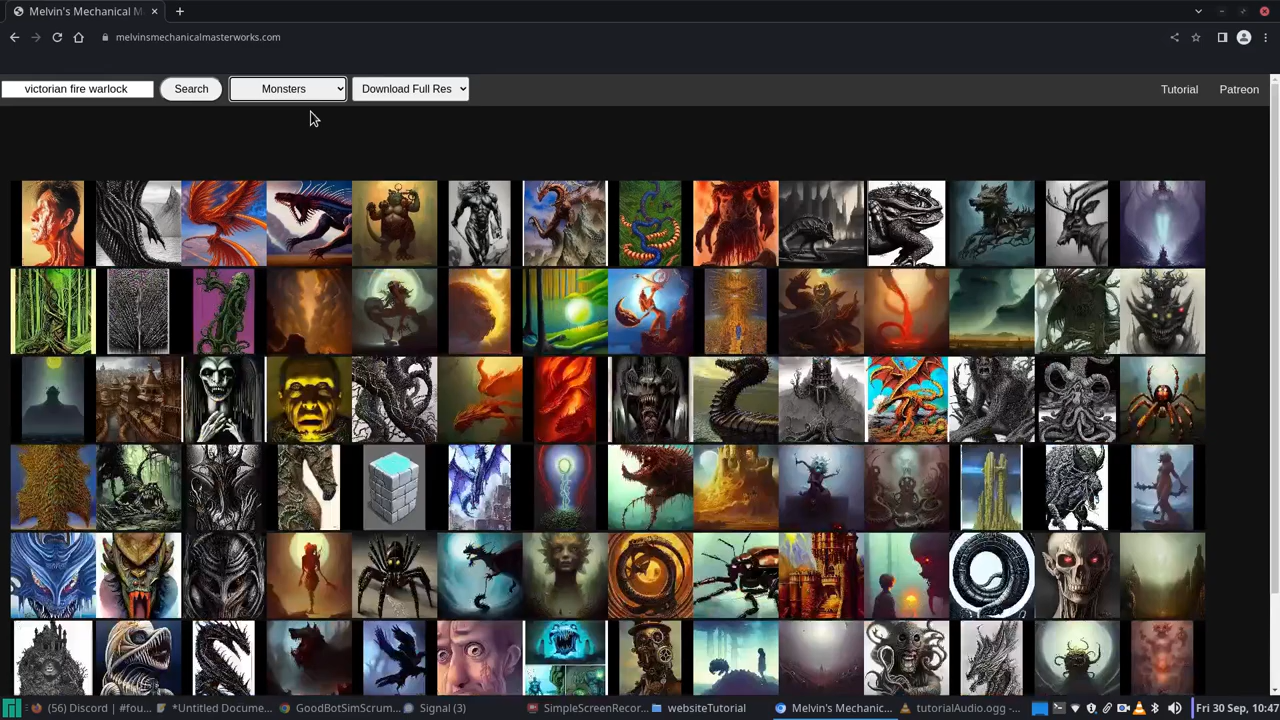 Melvin's Mechanical M
melvinsmechanicalmasterworks.com
victorian fire warlock
Search
Monsters
Download Full Res
Tutorial
Patreon
(56) Discord | #fou...
*Untitled Docume...
GoodBotSimScrum...
Signal (3)
SimpleScreenRecor...
websiteTutorial
Melvin's Mechanic...
tutorialAudio.ogg -...
Fri 30 Sep, 10:47